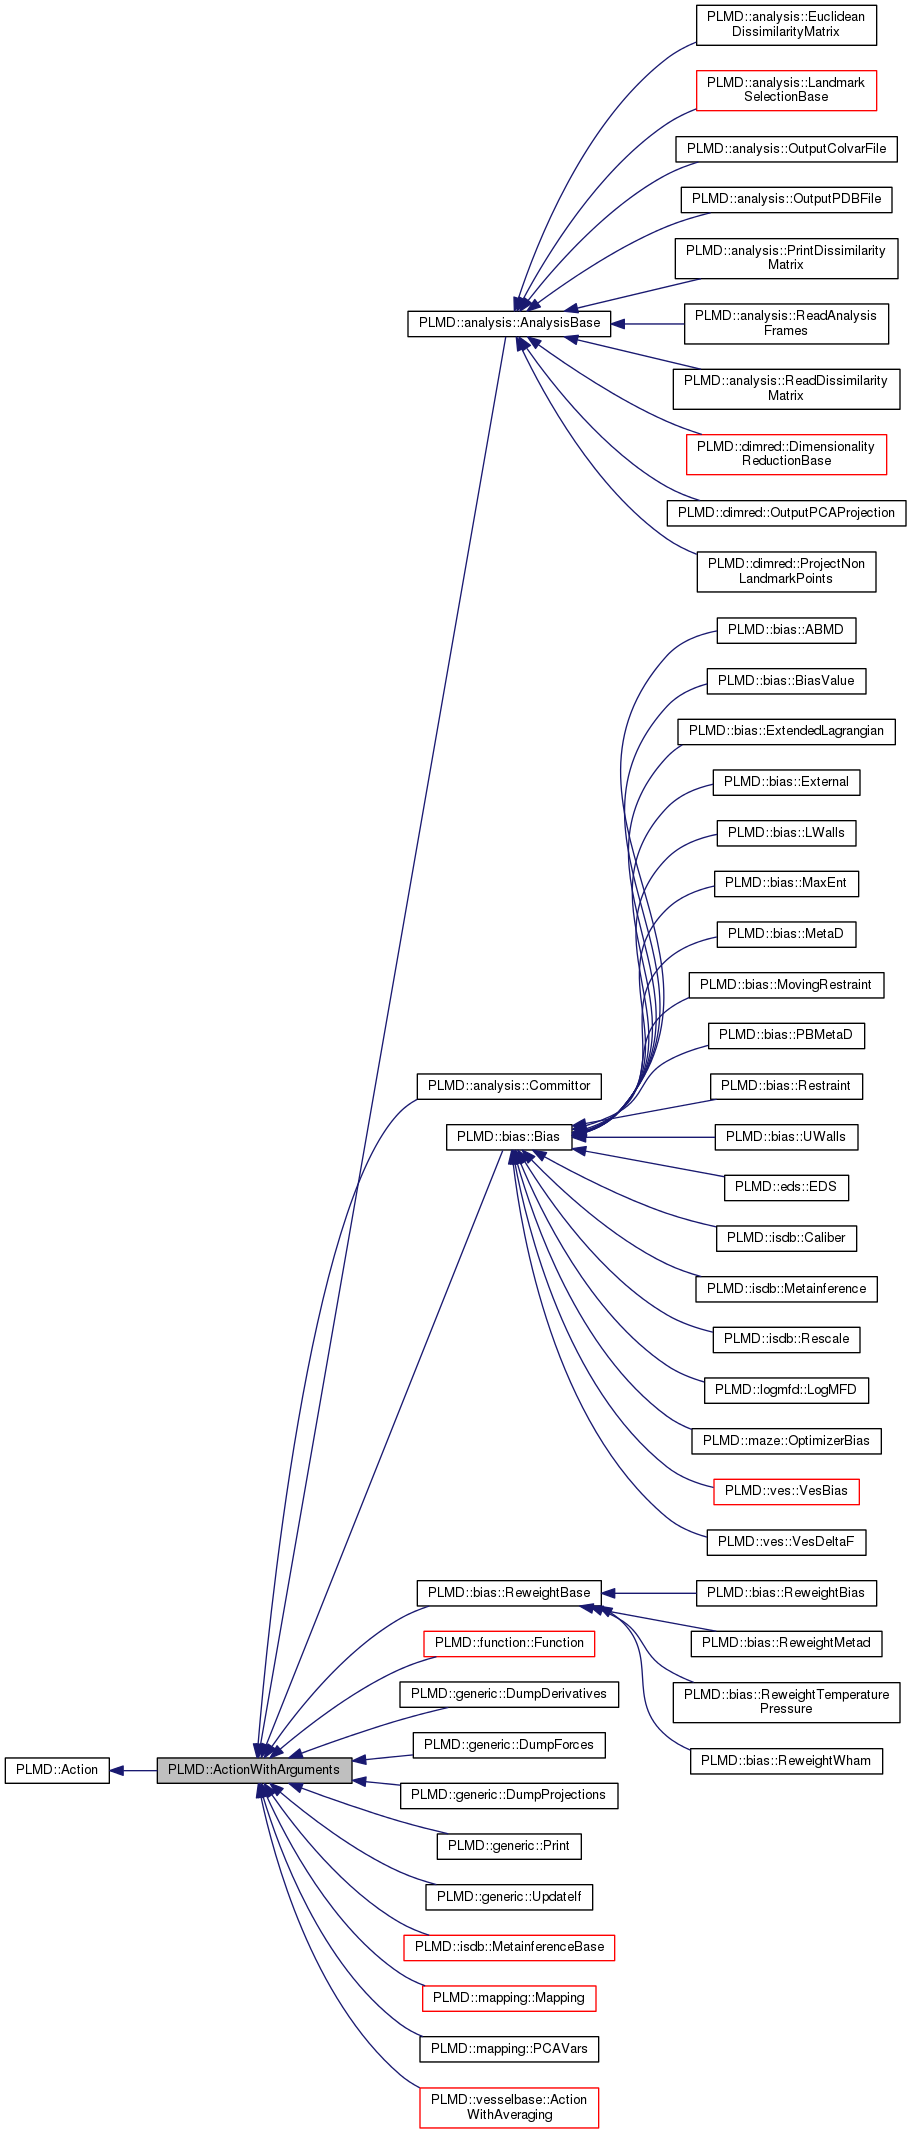 PLMD::analysis::Euclidean
DissimilarityMatrix
PLMD::analysis::Landmark
SelectionBase
PLMD::analysis::OutputColvarFile
PLMD::analysis::OutputPDBFile
PLMD::analysis::PrintDissimilarity
Matrix
PLMD::analysis::AnalysisBase
PLMD::analysis::ReadAnalysis
Frames
PLMD::analysis::ReadDissimilarity
Matrix
PLMD::dimred::Dimensionality
ReductionBase
PLMD::dimred::OutputPCAProjection
PLMD::dimred::ProjectNon
LandmarkPoints
PLMD::bias::ABMD
PLMD::bias::BiasValue
PLMD::bias::ExtendedLagrangian
PLMD::bias::External
PLMD::bias::LWalls
PLMD::bias::MaxEnt
PLMD::bias::MetaD
PLMD::bias::MovingRestraint
PLMD::bias::PBMetaD
PLMD::analysis::Committor
PLMD::bias::Restraint
PLMD::bias::Bias
PLMD::bias::UWalls
PLMD::eds::EDS
PLMD::isdb::Caliber
PLMD::isdb::Metainference
PLMD::isdb::Rescale
PLMD::logmfd::LogMFD
PLMD::maze::OptimizerBias
PLMD::ves::VesBias
PLMD::ves::VesDeltaF
PLMD::bias::ReweightBase
PLMD::bias::ReweightBias
PLMD::function::Function
PLMD::bias::ReweightMetad
PLMD::generic::DumpDerivatives
PLMD::bias::ReweightTemperature
Pressure
PLMD::generic::DumpForces
PLMD::bias::ReweightWham
PLMD::Action
PLMD::ActionWithArguments
PLMD::generic::DumpProjections
PLMD::generic::Print
PLMD::generic::UpdateIf
PLMD::isdb::MetainferenceBase
PLMD::mapping::Mapping
PLMD::mapping::PCAVars
PLMD::vesselbase::Action
WithAveraging